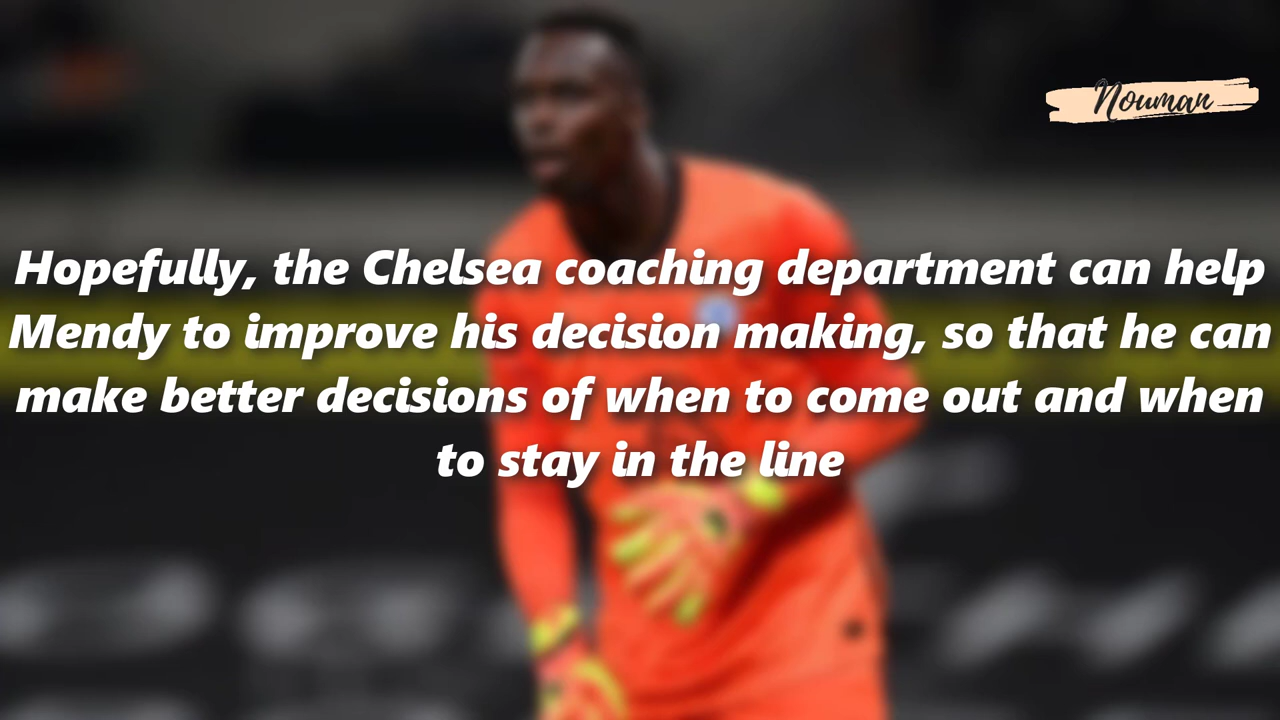 Nouman
Hopefully, the Chelsea coaching department can help
Mendy to improve his decision making, so that he can
make better decisions of when to come out and when
to stay in the line